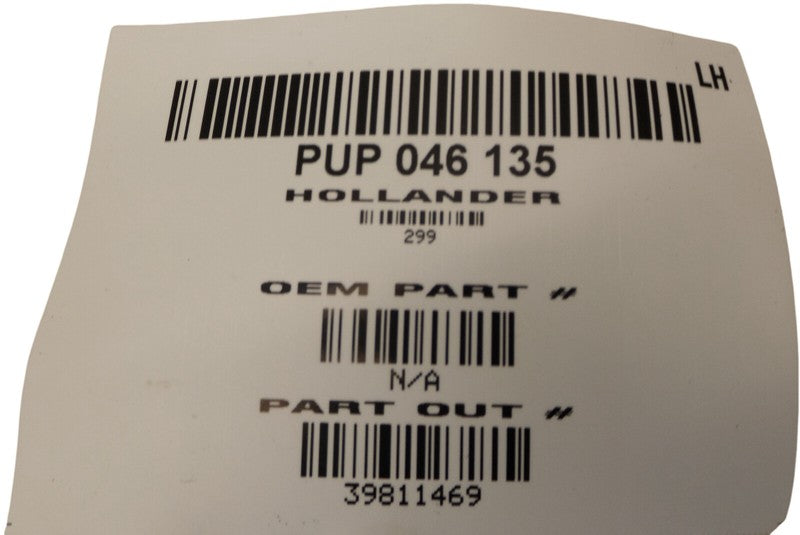 LH
PUP 046 135
HOLLANDER
299
OEM PART #
N/A
PART OUT #
39811469